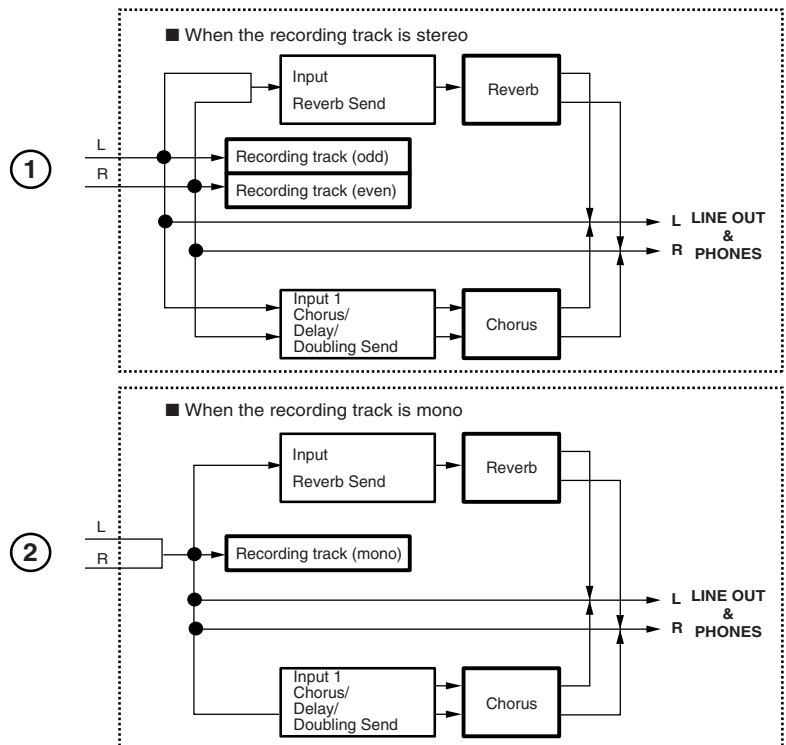 ■ When the recording track is stereo
Input
Reverb Send
Reverb
L
Recording track (odd)
1
R
Recording track (even)
L LINE OUT
&
R PHONES
Input 1
Chorus/
Delay/
Doubling Send
Chorus
■ When the recording track is mono
Input
Reverb Send
Reverb
L
2
R
Recording track (mono)
L LINE OUT
&
R PHONES
Input 1
Chorus/
Delay/
Doubling Send
Chorus